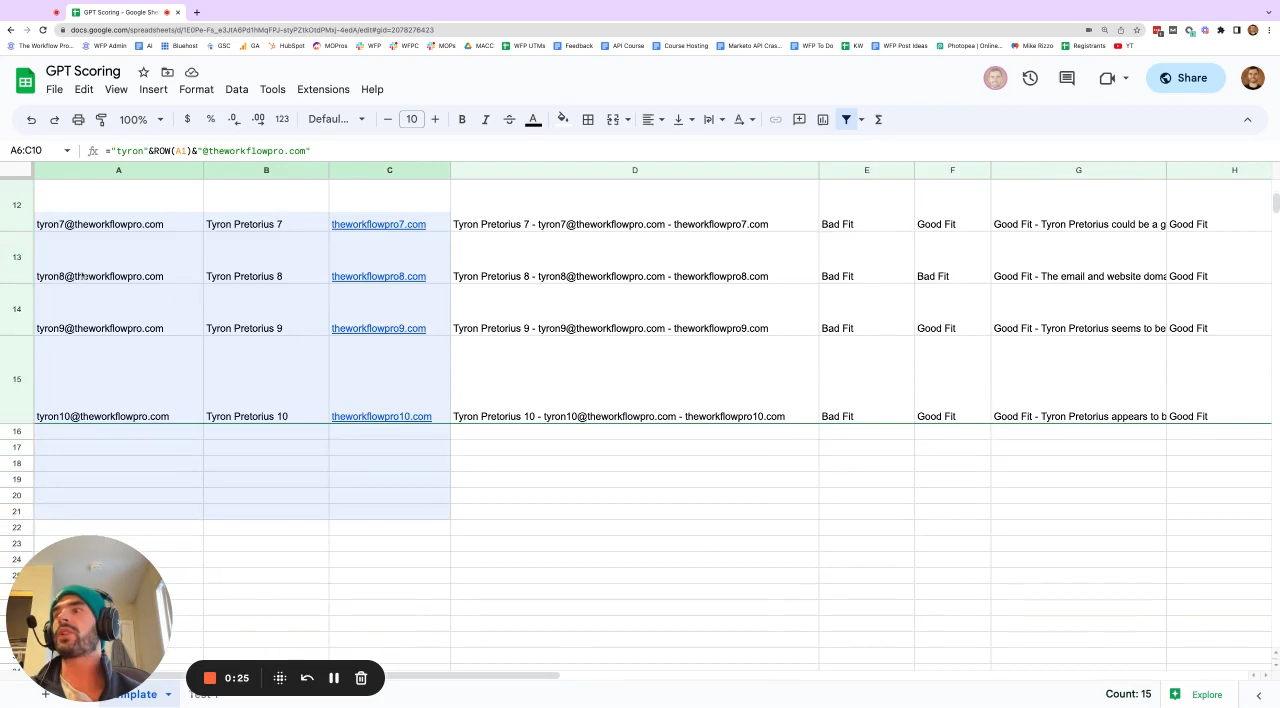 GPT Scoring - Google Shee
docs.google.com/spreadsheets/d/1E0Pe-Fs_e3JtA6Pd1hMqFPJ-styPZtkOtdPMxj-4edA/edit#gid=2078276423
The Workflow Pro... WFP Admin AI Bluehost GSC GA HubSpot MOPros WFP WFPC MOPs MACC WFP UTMs Feedback API Course Course Hosting Marketo API Cras... WFP To Do KW WFP Post Ideas Photopea | Online... Mike Rizzo Registrants YT
GPT Scoring
File Edit View Insert Format Data Tools Extensions Help
Share
100% $ % .0 .00 123 Defaul... 10 B I A
A6:C10 fx ="tyron"&ROW(A1)&"@theworkflowpro.com"
A B C D E F G H
12 tyron7@theworkflowpro.com Tyron Pretorius 7 theworkflowpro7.com Tyron Pretorius 7 - tyron7@theworkflowpro.com - theworkflowpro7.com Bad Fit Good Fit Good Fit - Tyron Pretorius could be a g Good Fit
13 tyron8@theworkflowpro.com Tyron Pretorius 8 theworkflowpro8.com Tyron Pretorius 8 - tyron8@theworkflowpro.com - theworkflowpro8.com Bad Fit Bad Fit Good Fit - The email and website doma Good Fit
14 tyron9@theworkflowpro.com Tyron Pretorius 9 theworkflowpro9.com Tyron Pretorius 9 - tyron9@theworkflowpro.com - theworkflowpro9.com Bad Fit Good Fit Good Fit - Tyron Pretorius seems to be Good Fit
15 tyron10@theworkflowpro.com Tyron Pretorius 10 theworkflowpro10.com Tyron Pretorius 10 - tyron10@theworkflowpro.com - theworkflowpro10.com Bad Fit Good Fit Good Fit - Tyron Pretorius appears to b Good Fit
16
17
18
19
20
21
22
23
24
0:25
mplate
Count: 15
Explore